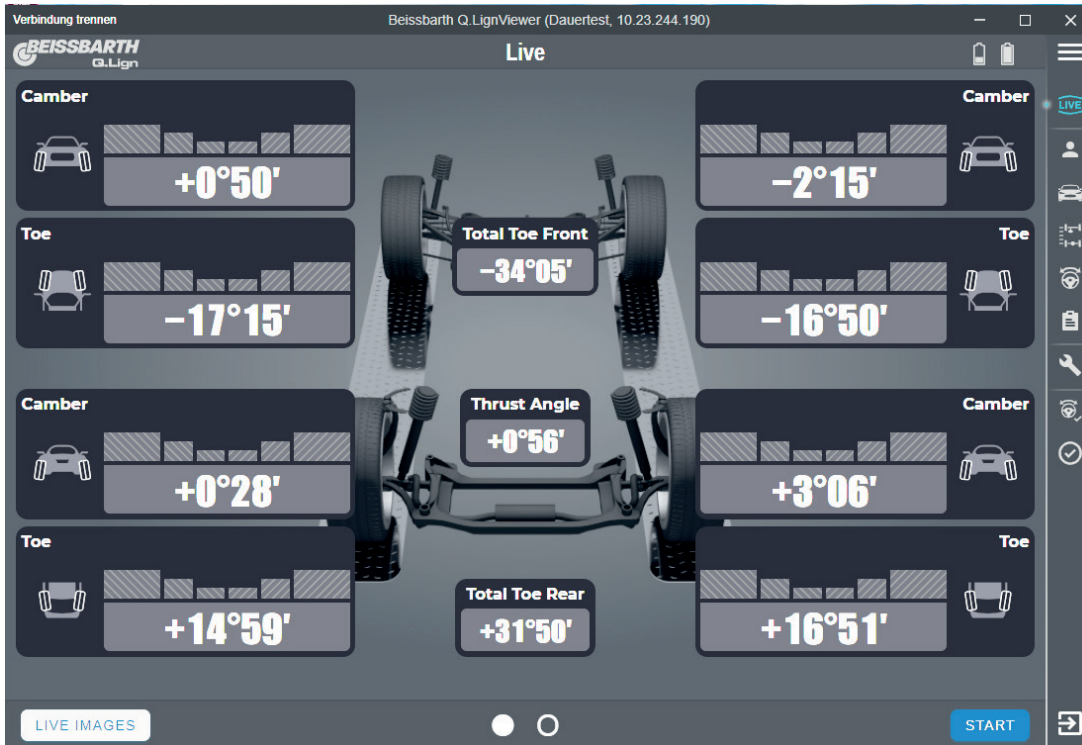 Verbindung trennen
Beissbarth Q.LignViewer (Dauertest, 10.23.244.190)
BEISSBARTH
Q.Lign
Live
Camber
+0°50'
Camber
−2°15'
LIVE
Toe
−17°15'
Total Toe Front
−34°05'
Toe
−16°50'
Camber
+0°28'
Thrust Angle
+0°56'
Camber
+3°06'
Toe
+14°59'
Total Toe Rear
+31°50'
Toe
+16°51'
LIVE IMAGES
START